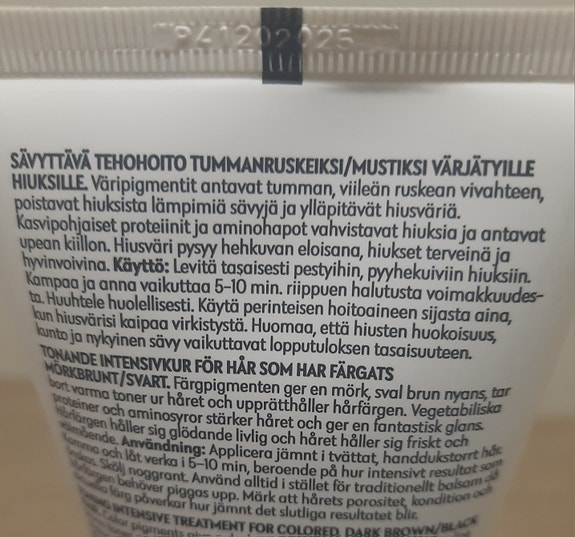 P41202025
SÄVYTTÄVÄ TEHOHOITO TUMMANRUSKEIKSI/MUSTIKSI VÄRJÄTYILLE
HIUKSILLE. Väripigmentit antavat tumman, viileän ruskean vivahteen,
poistavat hiuksista lämpimiä sävyjä ja ylläpitävät hiusväriä.
Kasvipohjaiset proteiinit ja aminohapot vahvistavat hiuksia ja antavat
upean kiillon. Hiusväri pysyy hehkuvan eloisana, hiukset terveinä ja
hyvinvoivina. Käyttö: Levitä tasaisesti pestyihin, pyyhekuiviin hiuksiin.
Kampaa ja anna vaikuttaa 5-10 min. riippuen halutusta voimakkuudes-
ta. Huuhtele huolellisesti. Käytä perinteisen hoitoaineen sijasta aina,
kun hiusvärisi kaipaa virkistystä. Huomaa, että hiusten huokoisuus,
kunto ja nykyinen sävy vaikuttavat lopputuloksen tasaisuuteen.
TONANDE INTENSIVKUR FÖR HÅR SOM HAR FÄRGATS
MÖRKBRUNT/SVART. Färgpigmenten ger en mörk, sval brun nyans, tar
bort varma toner ur håret och upprätthåller hårfärgen. Vegetabiliska
proteiner och aminosyror stärker håret och ger en fantastisk glans.
Hårfärgen håller sig glödande livlig och håret håller sig friskt och
välmående. Användning: Applicera jämnt i tvättat, handdukstorrt hår.
Kamma och låt verka i 5-10 min, beroende på hur intensivt resultat som
önskas. Skölj noggrant. Använd alltid i stället för traditionellt balsam då
hårfärgen behöver piggas upp. Märk att hårets porositet, kondition och
färg påverkar hur jämnt det slutliga resultatet blir.
INTENSIVE TREATMENT FOR COLORED, DARK BROWN/BLACK
Color pigments